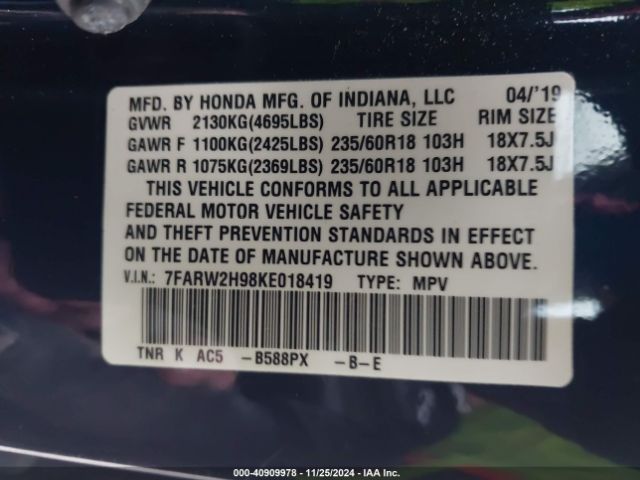 MFD. BY HONDA MFG. OF INDIANA, LLC 04/'19
GVWR 2130KG(4695LBS) TIRE SIZE RIM SIZE
GAWR F 1100KG(2425LBS) 235/60R18 103H 18X7.5J
GAWR R 1075KG(2369LBS) 235/60R18 103H 18X7.5J
THIS VEHICLE CONFORMS TO ALL APPLICABLE
FEDERAL MOTOR VEHICLE SAFETY
AND THEFT PREVENTION STANDARDS IN EFFECT
ON THE DATE OF MANUFACTURE SHOWN ABOVE.
V.I.N.: 7FARW2H98KE018419 TYPE: MPV
TNR K AC5 -B588PX -B-E
000-40909978 - 11/25/2024 - IAA Inc.